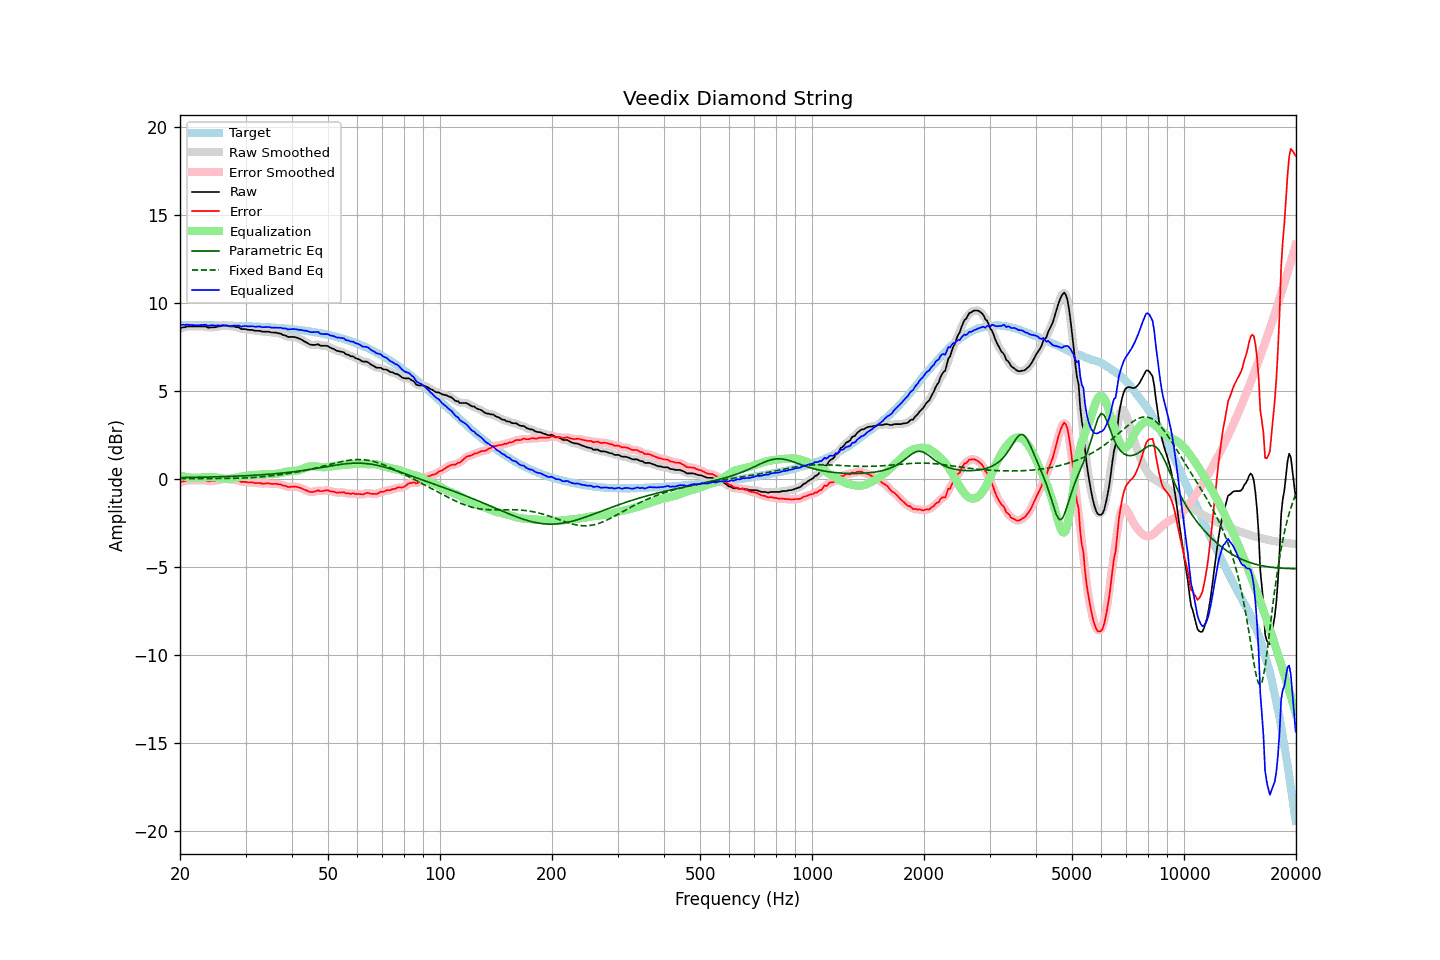 Veedix Diamond String
Target
Raw Smoothed
Error Smoothed
Raw
Error
Equalization
Parametric Eq
Fixed Band Eq
Equalized
Amplitude (dBr)
20
15
10
5
0
−5
−10
−15
−20
20 50 100 200 500 1000 2000 5000 10000 20000
Frequency (Hz)